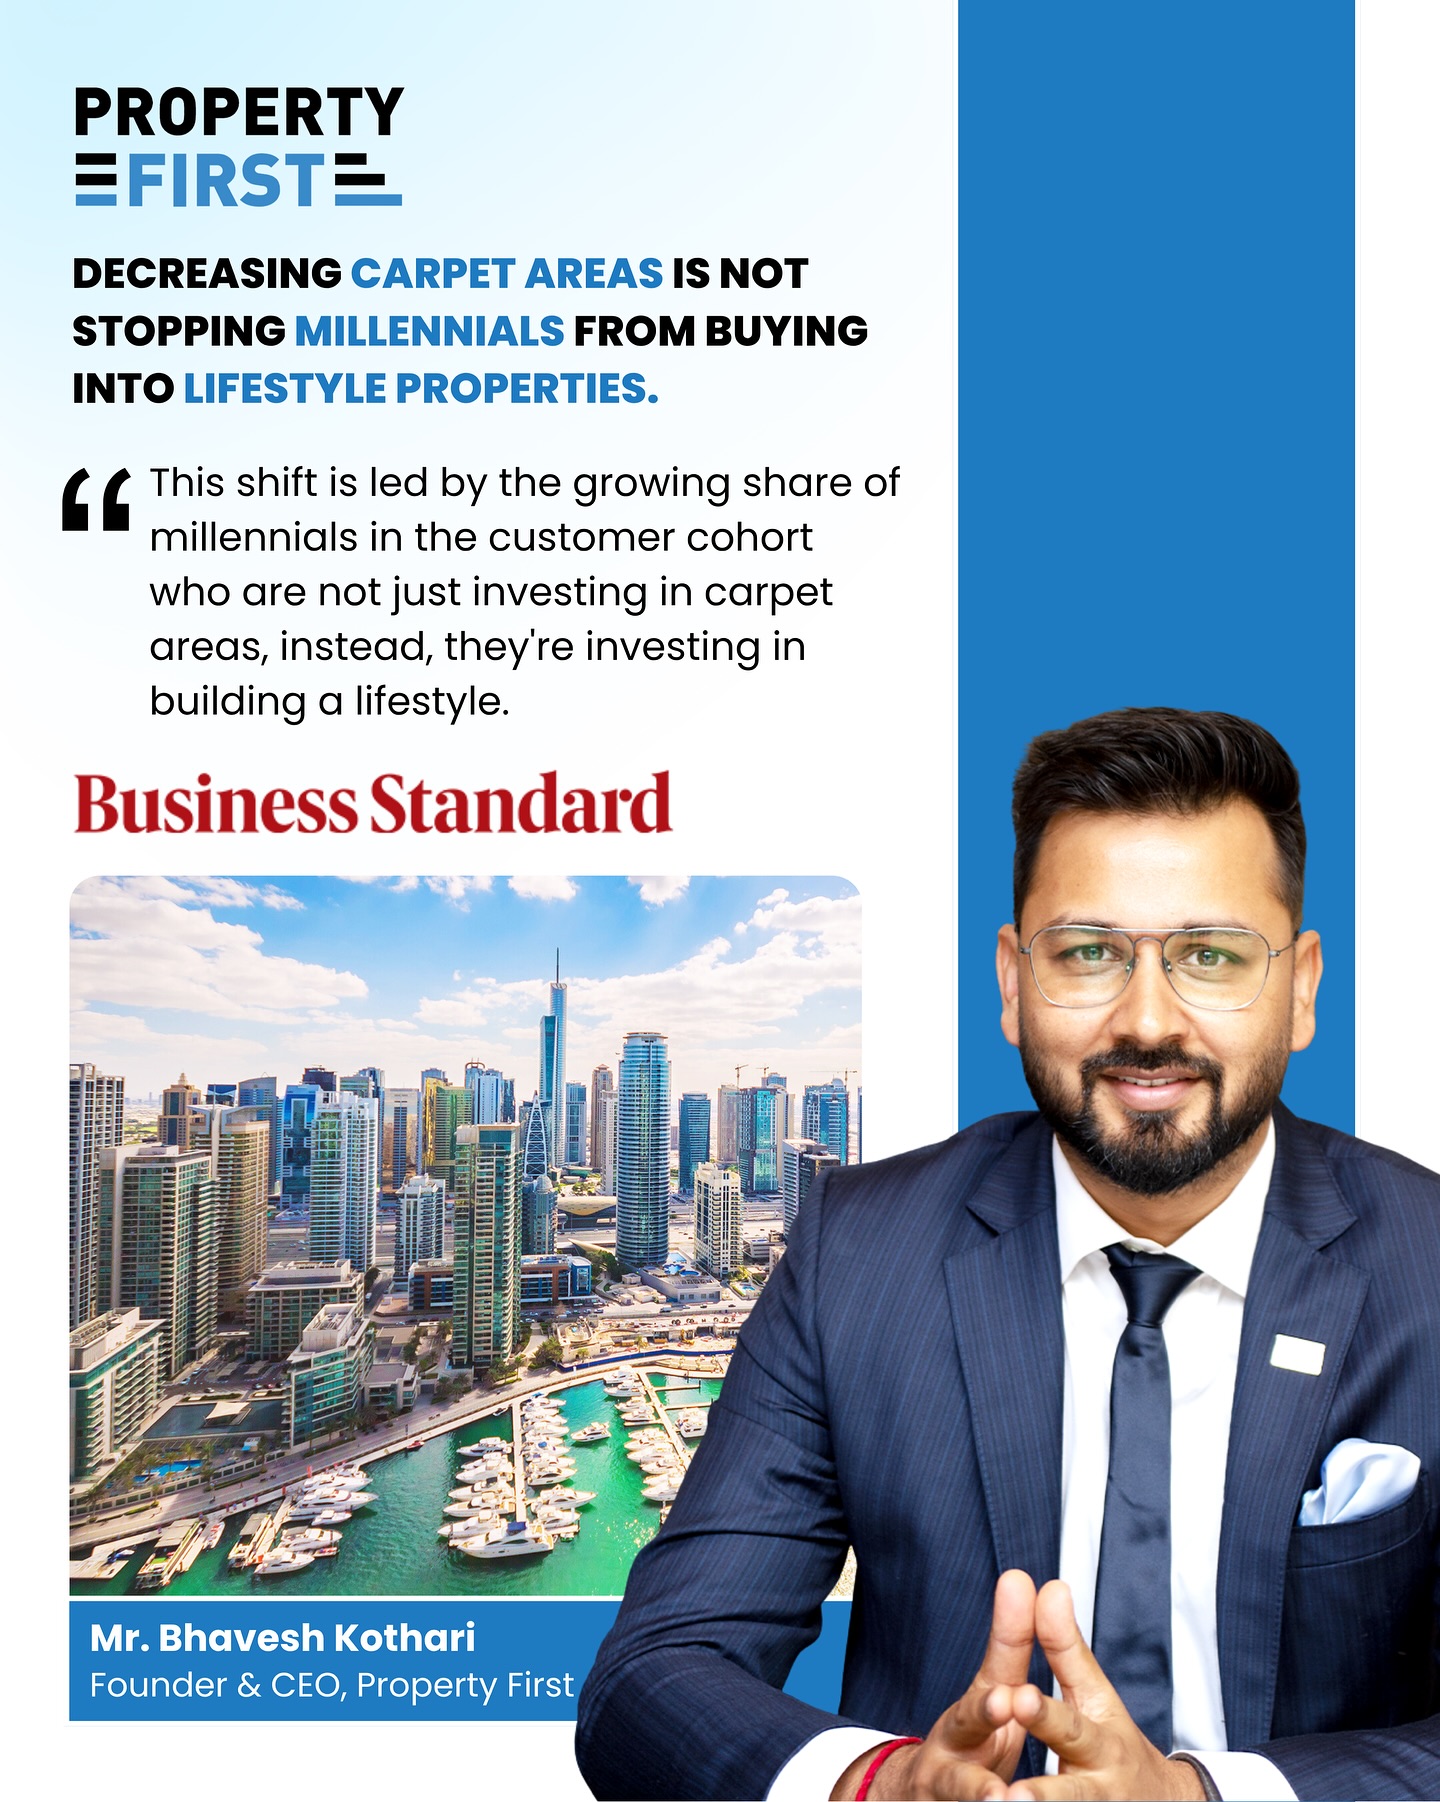 PROPERTY
FIRST
DECREASING CARPET AREAS IS NOT
STOPPING MILLENNIALS FROM BUYING
INTO LIFESTYLE PROPERTIES.
“ This shift is led by the growing share of
millennials in the customer cohort
who are not just investing in carpet
areas, instead, they're investing in
building a lifestyle.
Business Standard
Mr. Bhavesh Kothari
Founder & CEO, Property First